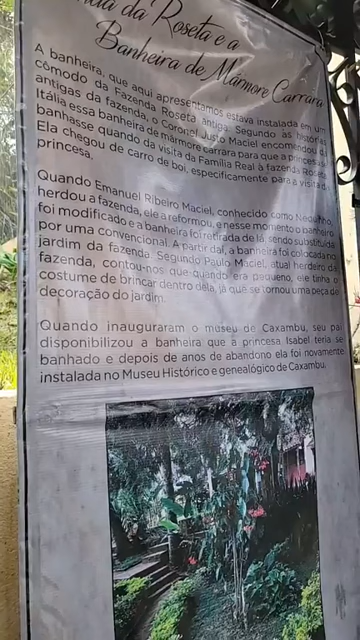 da Roseta e a
Banheira de Mármore Carrara
A banheira, que aqui apresentamos estava instalada em um
cômodo da Fazenda Roseta antiga. Segundo as histórias
antigas da fazenda, o Coronel Justo Maciel encomendou da
Itália essa banheira de mármore carrara para que a princesa se
banhasse quando da visita da Família Real à fazenda Roseta.
Ela chegou de carro de boi, especificamente para a visita da
princesa.
Quando Emanuel Ribeiro Maciel, conhecido como Nequinho,
herdou a fazenda, ele a reformou, e nesse momento o banheiro
foi modificado e a banheira foi retirada de lá, sendo substituída
por uma convencional. A partir daí, a banheira foi colocada no
jardim da fazenda. Segundo Paulo Maciel, atual herdeiro da
fazenda, contou-nos que quando era pequeno, ele tinha o
costume de brincar dentro dela, já que se tornou uma peça de
decoração do jardim.
Quando inauguraram o museu de Caxambu, seu pai
disponibilizou a banheira que a princesa Isabel teria se
banhado e depois de anos de abandono ela foi novamente
instalada no Museu Histórico e genealógico de Caxambu.